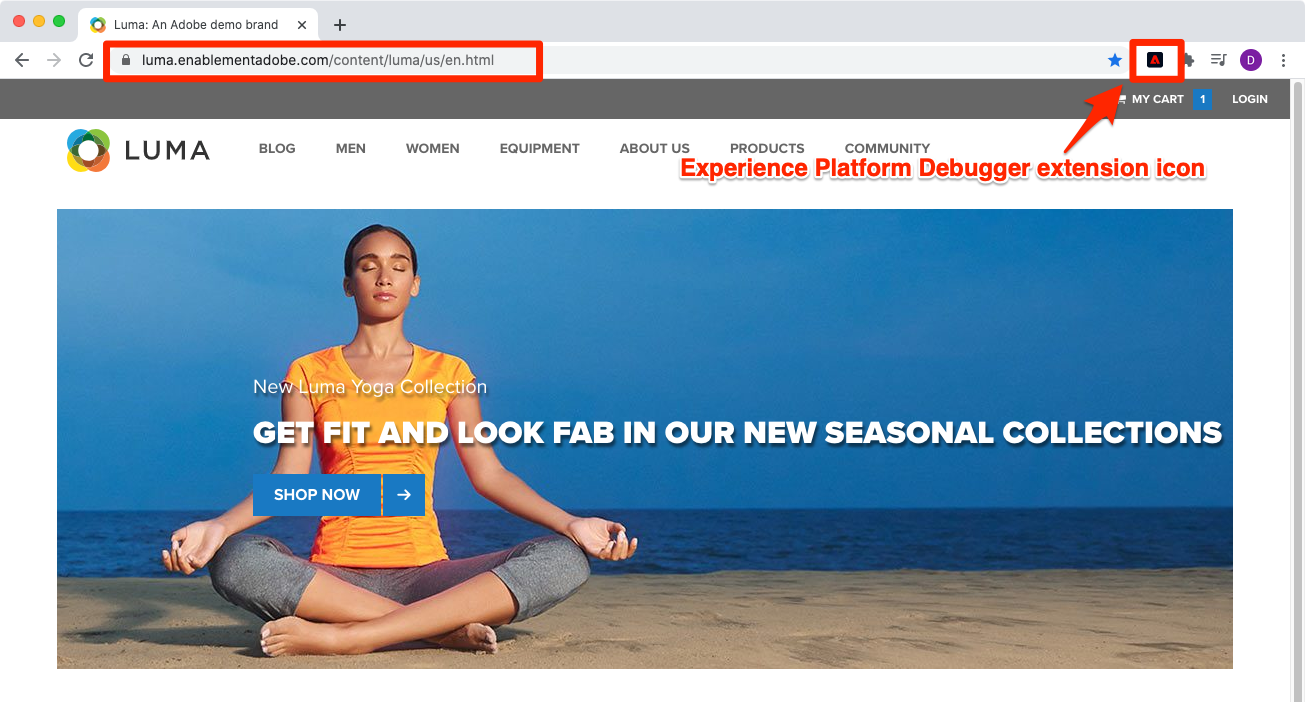 Luma: An Adobe demo brand
luma.enablementadobe.com/content/luma/us/en.html
D
MY CART 1 LOGIN
LUMA BLOG MEN WOMEN EQUIPMENT ABOUT US PRODUCTS COMMUNITY
Experience Platform Debugger extension icon
New Luma Yoga Collection
GET FIT AND LOOK FAB IN OUR NEW SEASONAL COLLECTIONS
SHOP NOW